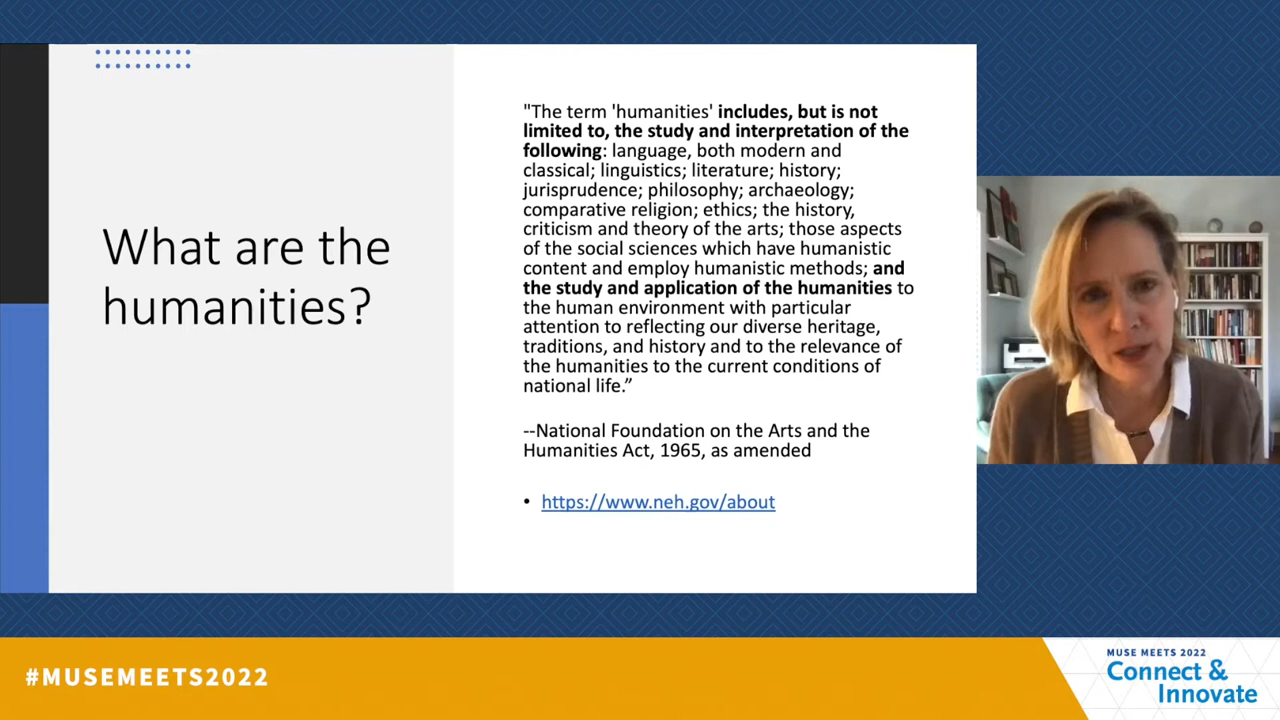 What are the
humanities?
"The term 'humanities' includes, but is not
limited to, the study and interpretation of the
following: language, both modern and
classical; linguistics; literature; history;
jurisprudence; philosophy; archaeology;
comparative religion; ethics; the history,
criticism and theory of the arts; those aspects
of the social sciences which have humanistic
content and employ humanistic methods; and
the study and application of the humanities to
the human environment with particular
attention to reflecting our diverse heritage,
traditions, and history and to the relevance of
the humanities to the current conditions of
national life.”
--National Foundation on the Arts and the
Humanities Act, 1965, as amended
• https://www.neh.gov/about
#MUSEMEETS2022
MUSE MEETS 2022
Connect &
Innovate